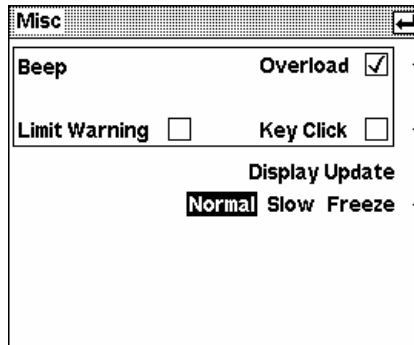 Misc
Beep Overload
Limit Warning Key Click
Display Update
Normal Slow Freeze